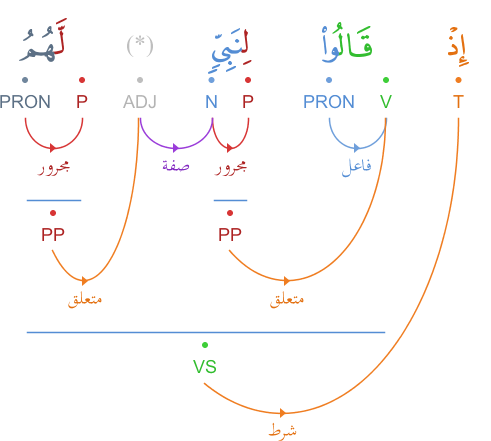 إِذْ قَالُوا۟ لِنَبِىٍّ (*) لَّهُمُ
T V PRON P N ADJ P PRON
فاعل مجرور صفة مجرور
PP PP
متعلق متعلق
VS
شرط